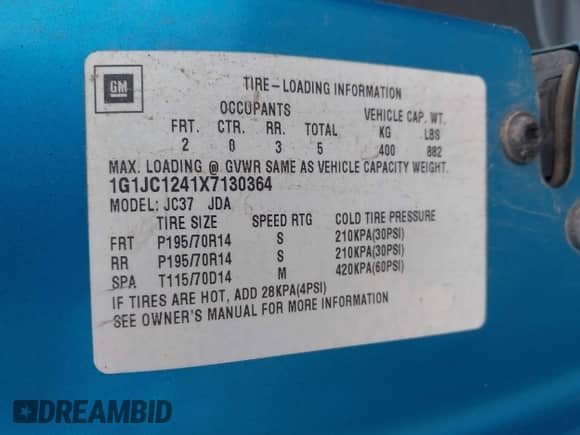 GM
TIRE-LOADING INFORMATION
OCCUPANTS VEHICLE CAP. WT.
FRT. CTR. RR. TOTAL KG LBS
2 0 3 5 400 882
MAX. LOADING @ GVWR SAME AS VEHICLE CAPACITY WEIGHT.
1G1JC1241X7130364
MODEL: JC37 JDA
TIRE SIZE SPEED RTG COLD TIRE PRESSURE
FRT P195/70R14 S 210KPA(30PSI)
RR P195/70R14 S 210KPA(30PSI)
SPA T115/70D14 M 420KPA(60PSI)
IF TIRES ARE HOT, ADD 28KPA(4PSI)
SEE OWNER'S MANUAL FOR MORE INFORMATION
DREAMBID